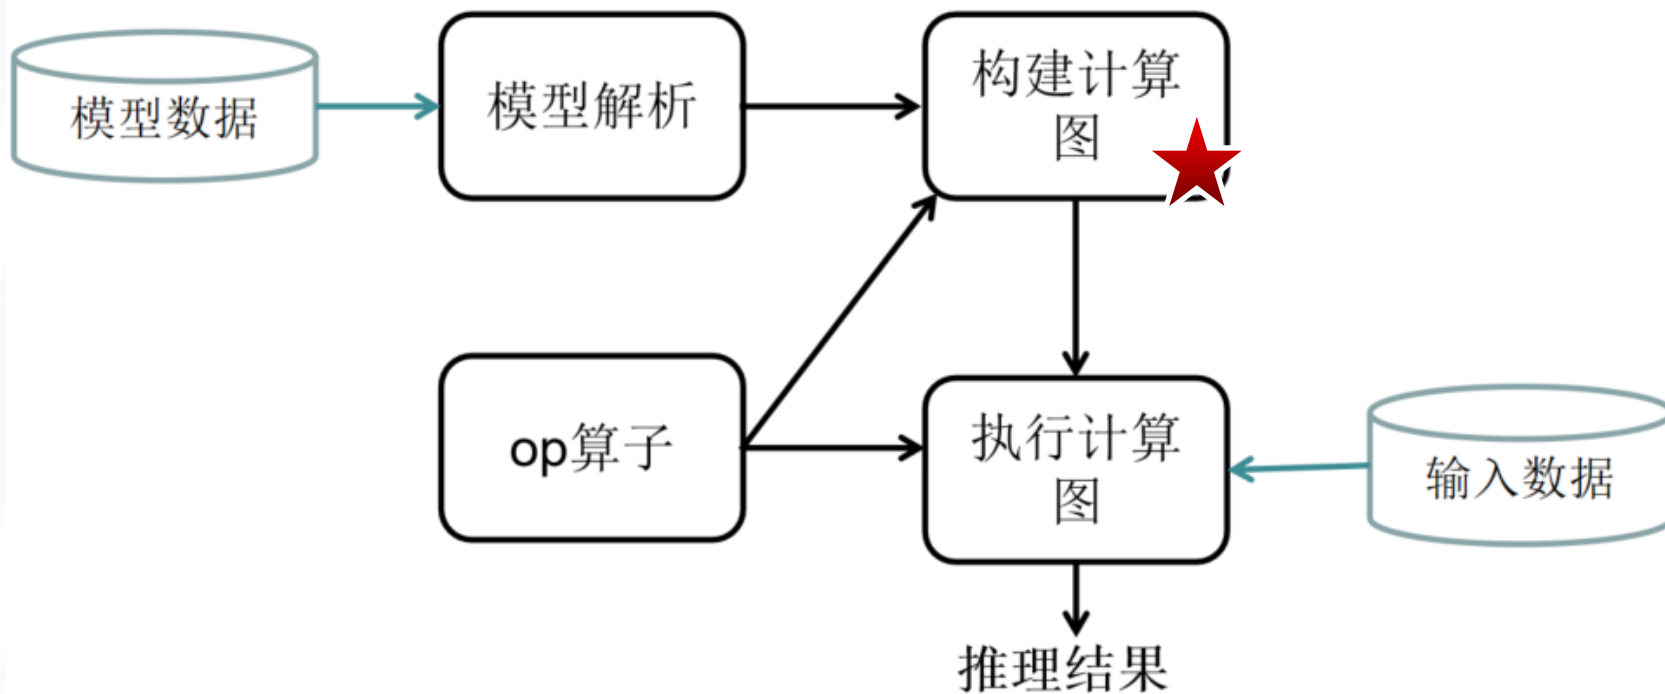 模型数据
模型解析
构建计算
图
op算子
执行计算
图
输入数据
推理结果